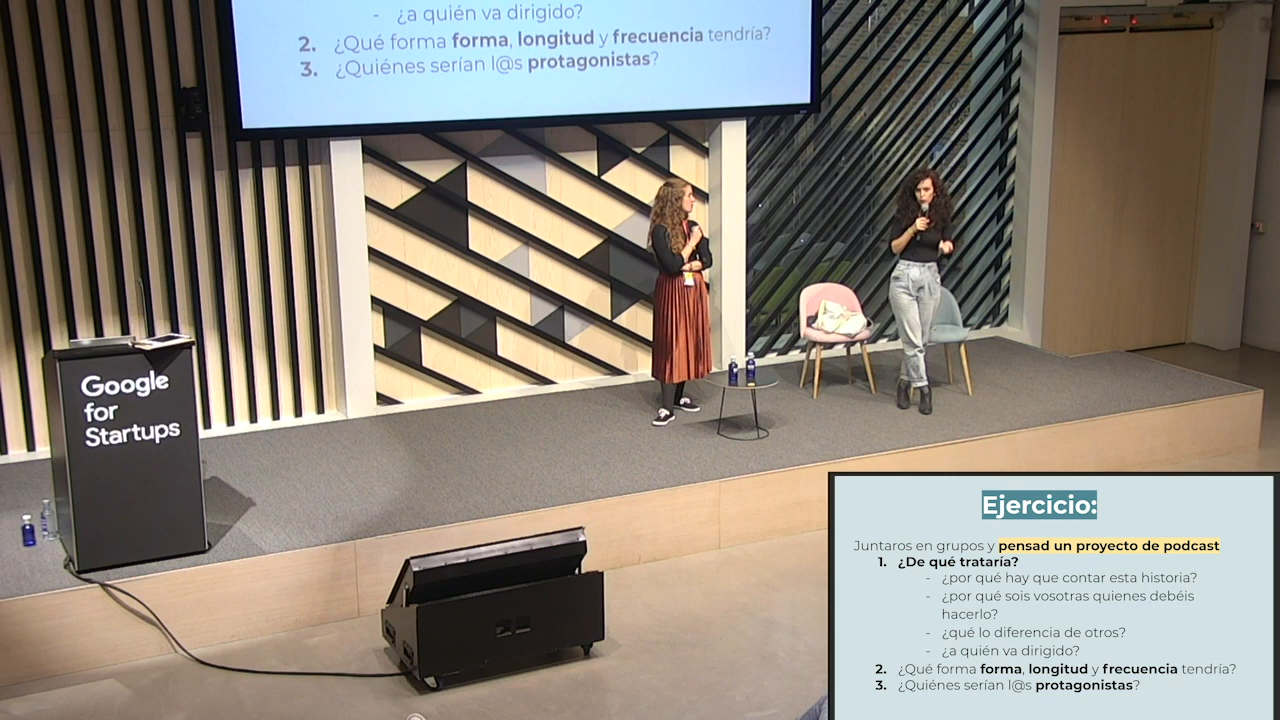 - ¿a quién va dirigido?
2. ¿Qué forma forma, longitud y frecuencia tendría?
3. ¿Quiénes serían l@s protagonistas?
Google
for
Startups
Ejercicio:
Juntaros en grupos y pensad un proyecto de podcast
1. ¿De qué trataría?
- ¿por qué hay que contar esta historia?
- ¿por qué sois vosotras quienes debéis
hacerlo?
- ¿qué lo diferencia de otros?
- ¿a quién va dirigido?
2. ¿Qué forma forma, longitud y frecuencia tendría?
3. ¿Quiénes serían l@s protagonistas?